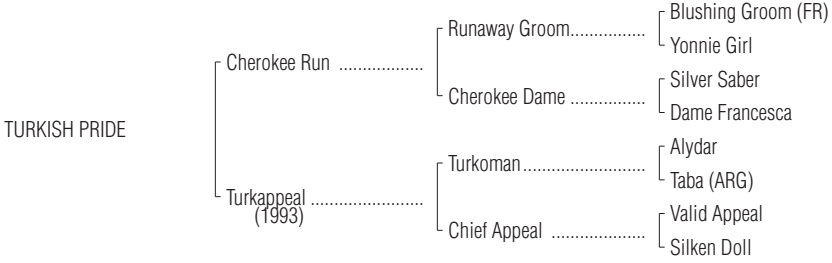 Blushing Groom (FR)
Runaway Groom................
Yonnie Girl
Cherokee Run ..................
Silver Saber
Cherokee Dame ................
Dame Francesca
TURKISH PRIDE
Alydar
Turkoman..........................
Taba (ARG)
Turkappeal ........................
(1993)
Valid Appeal
Chief Appeal ....................
Silken Doll